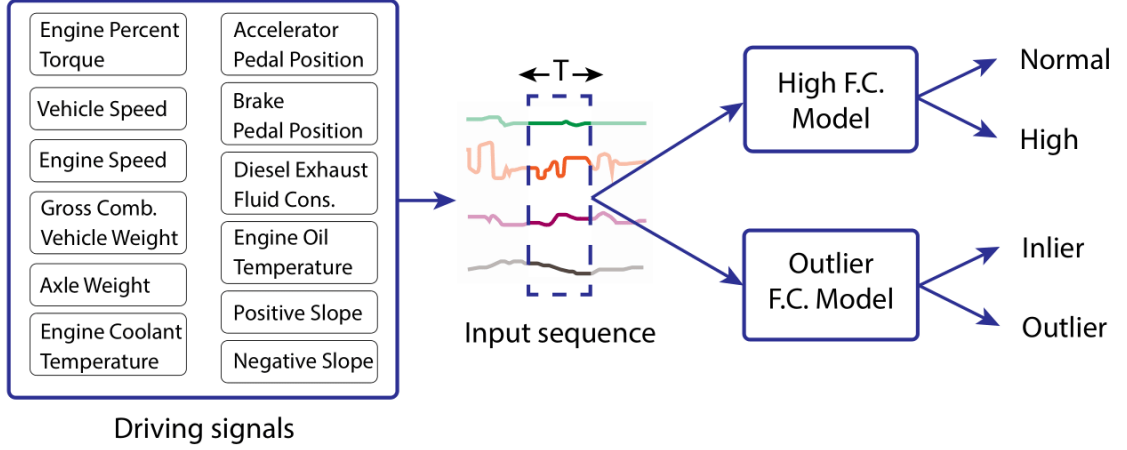 Engine Percent
Torque
Vehicle Speed
Engine Speed
Gross Comb.
Vehicle Weight
Axle Weight
Engine Coolant
Temperature
Accelerator
Pedal Position
Brake
Pedal Position
Diesel Exhaust
Fluid Cons.
Engine Oil
Temperature
Positive Slope
Negative Slope
Driving signals
T
Input sequence
High F.C.
Model
Normal
High
Outlier
F.C. Model
Inlier
Outlier